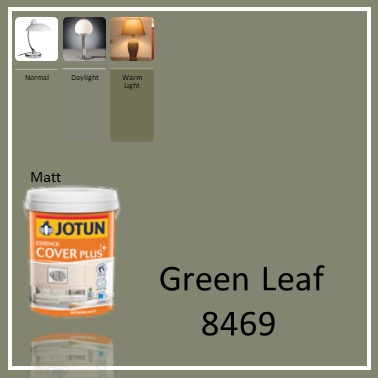 Normal
Daylight
Warm
Light
Matt
JOTUN
ESSENCE
COVER PLUS+
Green Leaf
8469